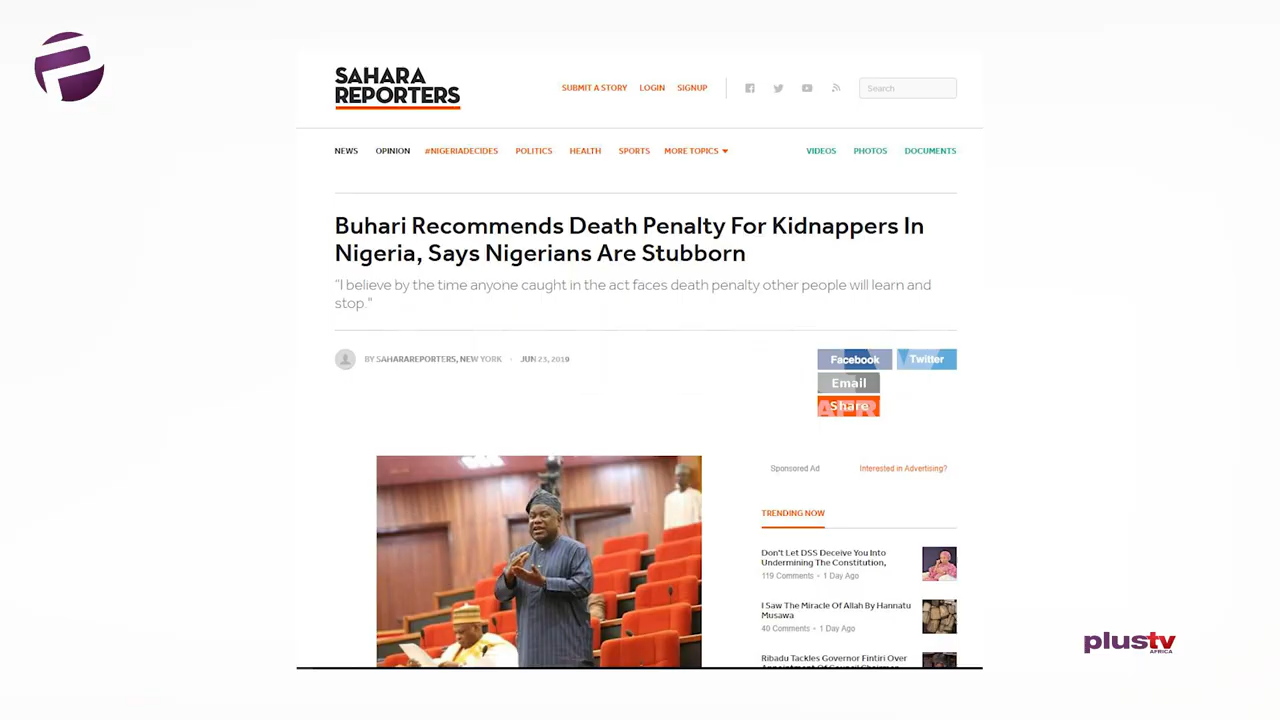 SAHARA
REPORTERS
SUBMIT A STORY LOGIN SIGNUP
Search
NEWS OPINION #NIGERIADECIDES POLITICS HEALTH SPORTS MORE TOPICS VIDEOS PHOTOS DOCUMENTS
Buhari Recommends Death Penalty For Kidnappers In
Nigeria, Says Nigerians Are Stubborn
"I believe by the time anyone caught in the act faces death penalty other people will learn and
stop."
BY SAHARAREPORTERS, NEW YORK · JUN 23, 2019
Facebook Twitter
Email
Share
Sponsored Ad Interested in Advertising?
TRENDING NOW
Don't Let DSS Deceive You Into
Undermining The Constitution,
119 Comments • 1 Day Ago
I Saw The Miracle Of Allah By Hannatu
Musawa
40 Comments • 1 Day Ago
Ribadu Tackles Governor Fintiri Over
plustv
AFRICA